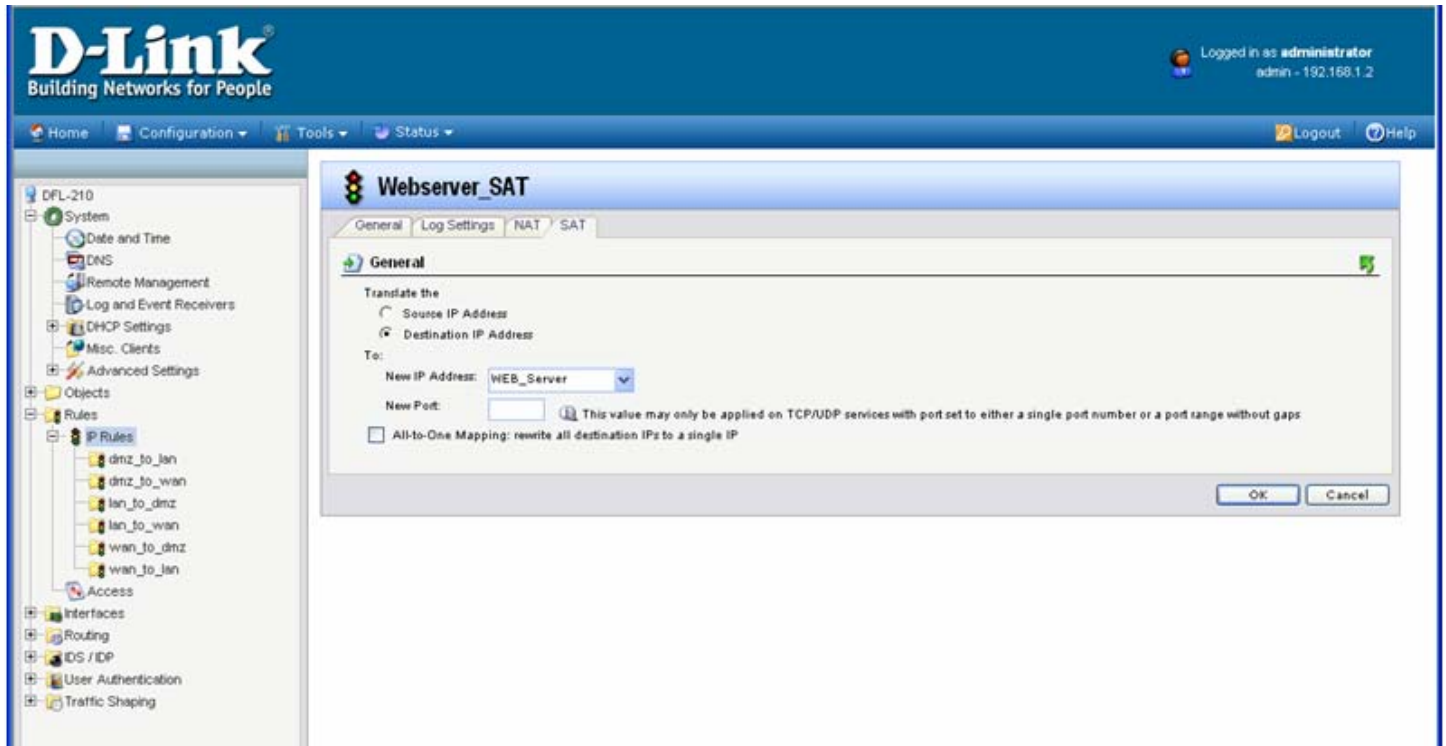 D-Link®
Building Networks for People
Logged in as administrator
admin - 192.168.1.2
Home Configuration Tools Status Logout Help
DFL-210
System
Date and Time
DNS
Remote Management
Log and Event Receivers
DHCP Settings
Misc. Clients
Advanced Settings
Objects
Rules
IP Rules
dmz_to_lan
dmz_to_wan
lan_to_dmz
lan_to_wan
wan_to_dmz
wan_to_lan
Access
Interfaces
Routing
IDS / IDP
User Authentication
Traffic Shaping
Webserver_SAT
General Log Settings NAT SAT
General
Translate the
Source IP Address
Destination IP Address
To:
New IP Address: WEB_Server
New Port: This value may only be applied on TCP/UDP services with port set to either a single port number or a port range without gaps
All-to-One Mapping: rewrite all destination IPs to a single IP
OK Cancel